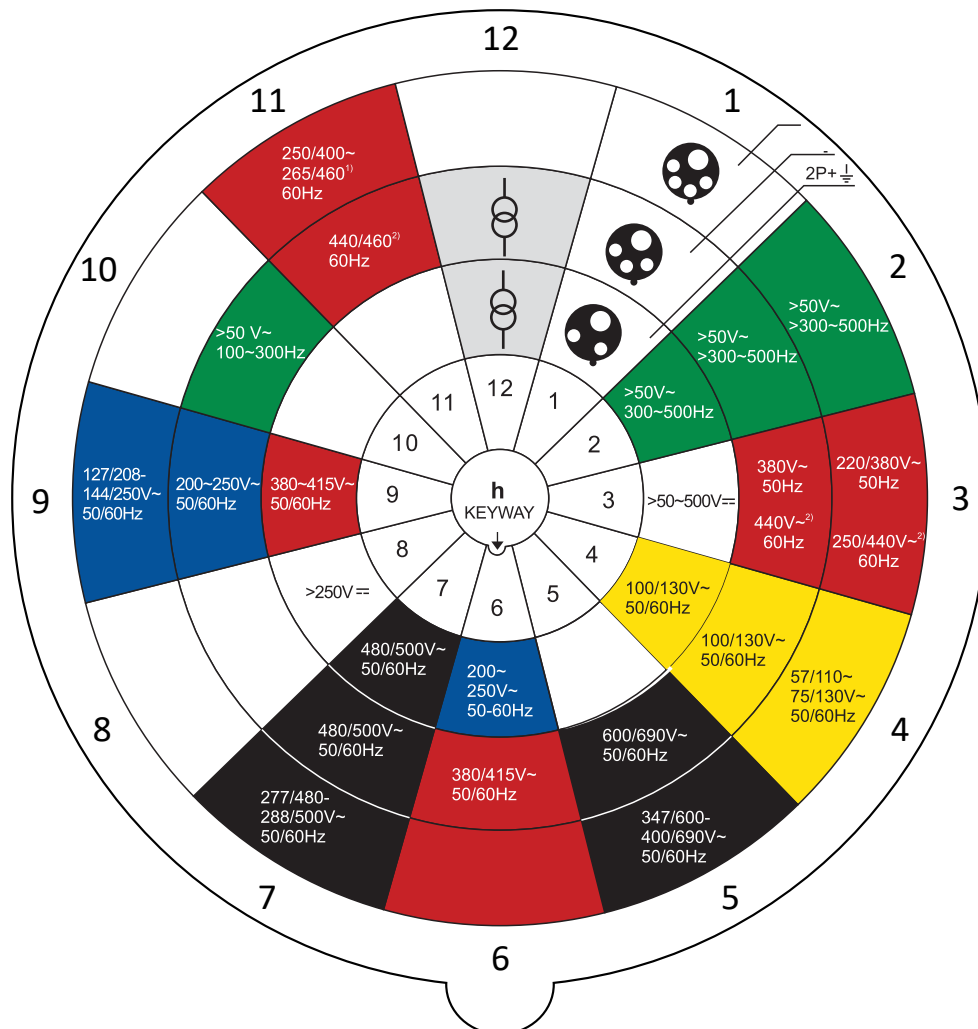 12
11
1
10
2
9
3
8
4
7
5
6
2P+
250/400~
265/460¹⁾
60Hz
440/460²⁾
60Hz
>50 V~
100~300Hz
>50V~
>300~500Hz
>50V~
>300~500Hz
>50V~
300~500Hz
127/208-
144/250V~
50/60Hz
200~250V~
50/60Hz
380~415V~
50/60Hz
>50~500V
380V~
50Hz
440V~²⁾
60Hz
220/380V~
50Hz
250/440V~²⁾
60Hz
12
11
1
10
2
9
3
8
4
7
5
6
h
KEYWAY
>250V
100/130V~
50/60Hz
100/130V~
50/60Hz
57/110~
75/130V~
50/60Hz
480/500V~
50/60Hz
480/500V~
50/60Hz
277/480-
288/500V~
50/60Hz
200~
250V~
50-60Hz
380/415V~
50/60Hz
600/690V~
50/60Hz
347/600-
400/690V~
50/60Hz